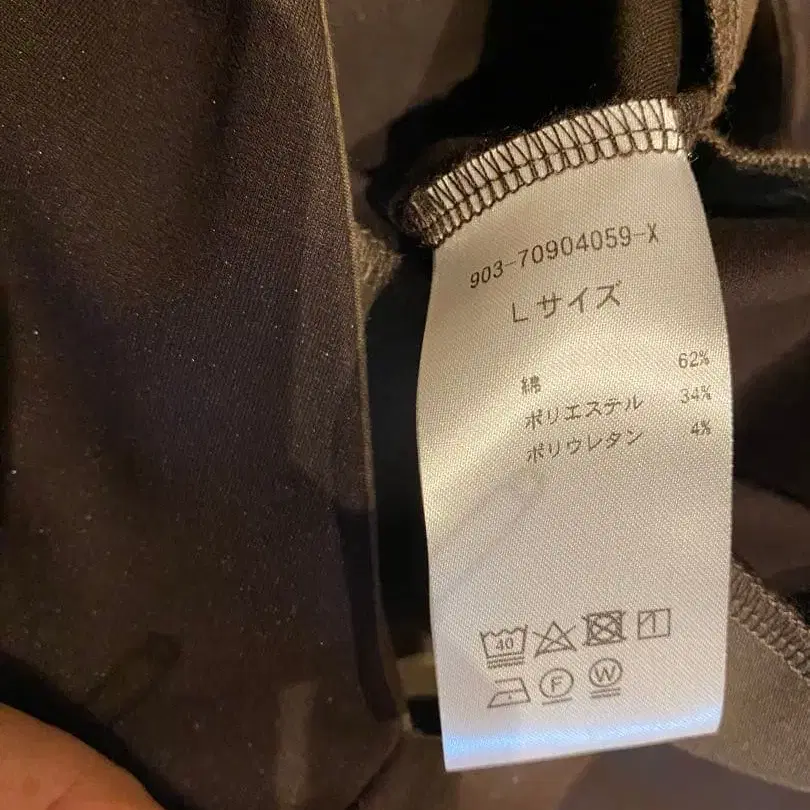 903-70904059-X
Lサイズ
綿 62%
ポリエステル 34%
ポリウレタン 4%
40
F W